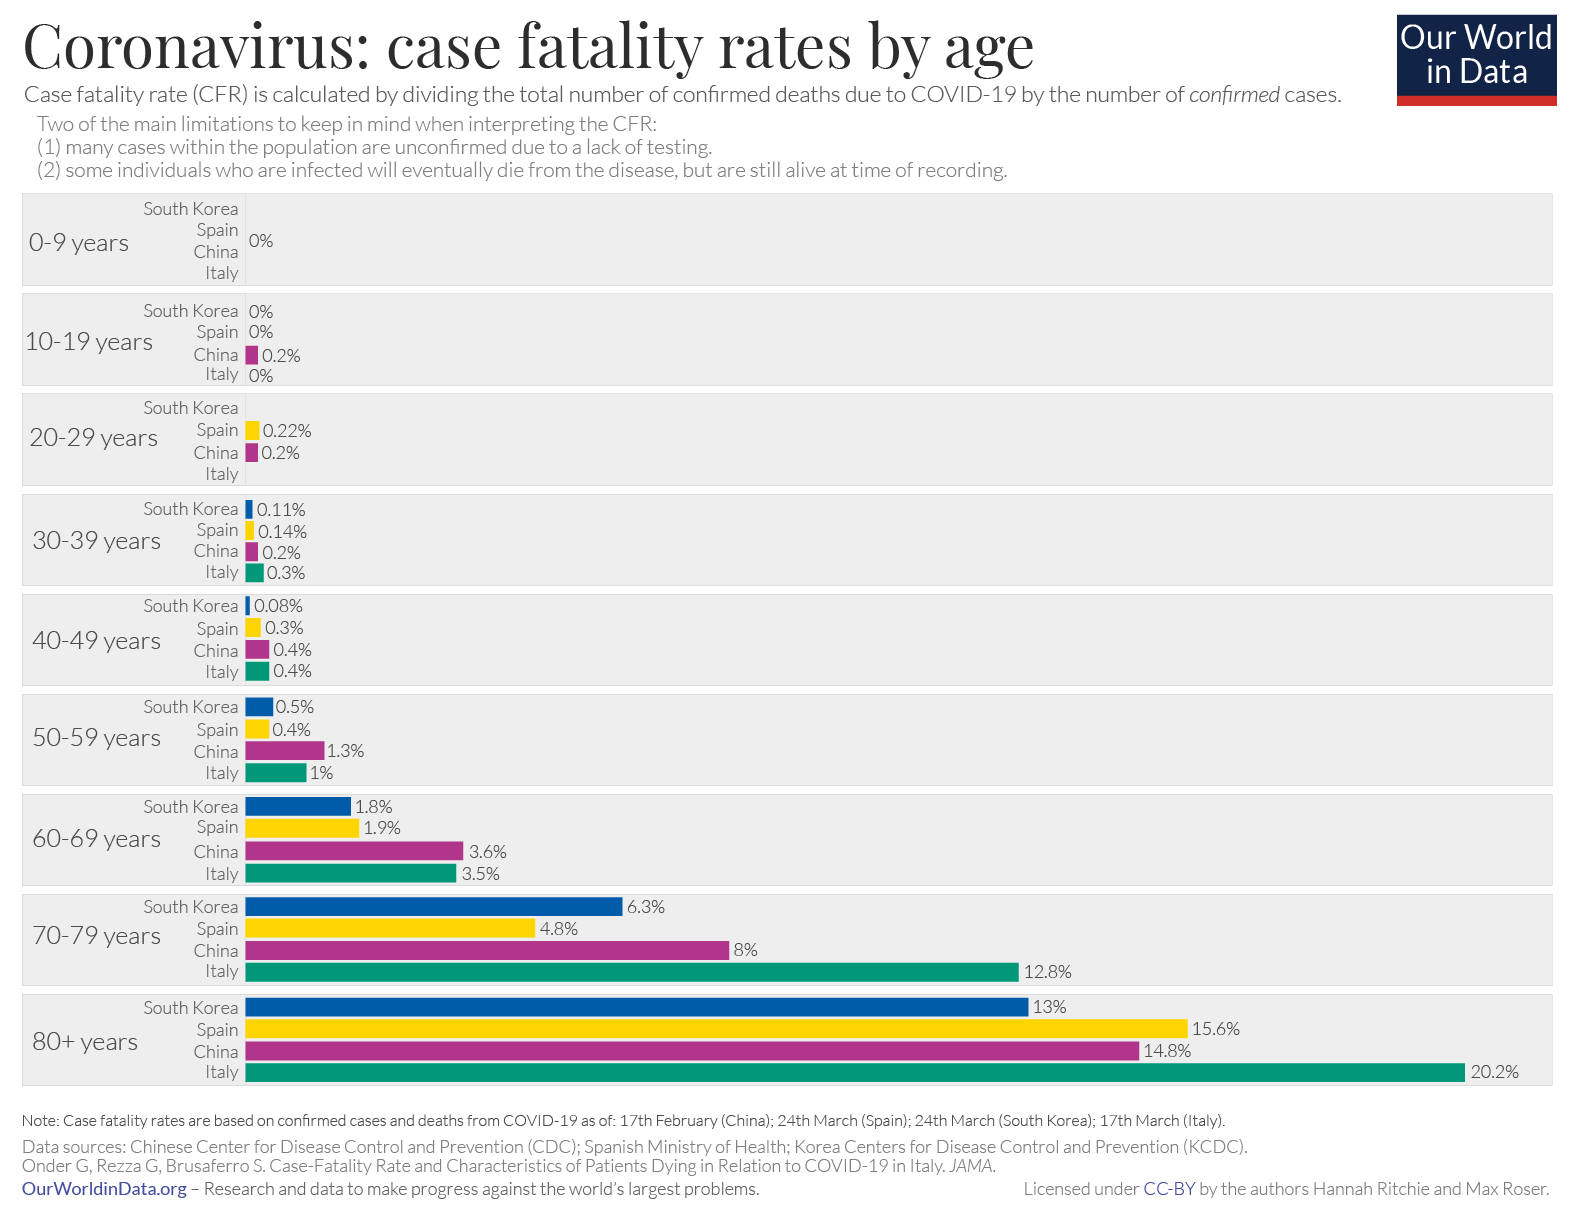 Coronavirus: case fatality rates by age
Our World
in Data
Case fatality rate (CFR) is calculated by dividing the total number of confirmed deaths due to COVID-19 by the number of confirmed cases.
Two of the main limitations to keep in mind when interpreting the CFR:
(1) many cases within the population are unconfirmed due to a lack of testing.
(2) some individuals who are infected will eventually die from the disease, but are still alive at time of recording.
0-9 years
South Korea
Spain
China
Italy
0%
10-19 years
South Korea 0%
Spain 0%
China 0.2%
Italy 0%
20-29 years
South Korea
Spain 0.22%
China 0.2%
Italy
30-39 years
South Korea 0.11%
Spain 0.14%
China 0.2%
Italy 0.3%
40-49 years
South Korea 0.08%
Spain 0.3%
China 0.4%
Italy 0.4%
50-59 years
South Korea 0.5%
Spain 0.4%
China 1.3%
Italy 1%
60-69 years
South Korea 1.8%
Spain 1.9%
China 3.6%
Italy 3.5%
70-79 years
South Korea 6.3%
Spain 4.8%
China 8%
Italy 12.8%
80+ years
South Korea 13%
Spain 15.6%
China 14.8%
Italy 20.2%
Note: Case fatality rates are based on confirmed cases and deaths from COVID-19 as of: 17th February (China); 24th March (Spain); 24th March (South Korea); 17th March (Italy).
Data sources: Chinese Center for Disease Control and Prevention (CDC); Spanish Ministry of Health; Korea Centers for Disease Control and Prevention (KCDC).
Onder G, Rezza G, Brusaferro S. Case-Fatality Rate and Characteristics of Patients Dying in Relation to COVID-19 in Italy. JAMA.
OurWorldinData.org – Research and data to make progress against the world's largest problems.
Licensed under CC-BY by the authors Hannah Ritchie and Max Roser.